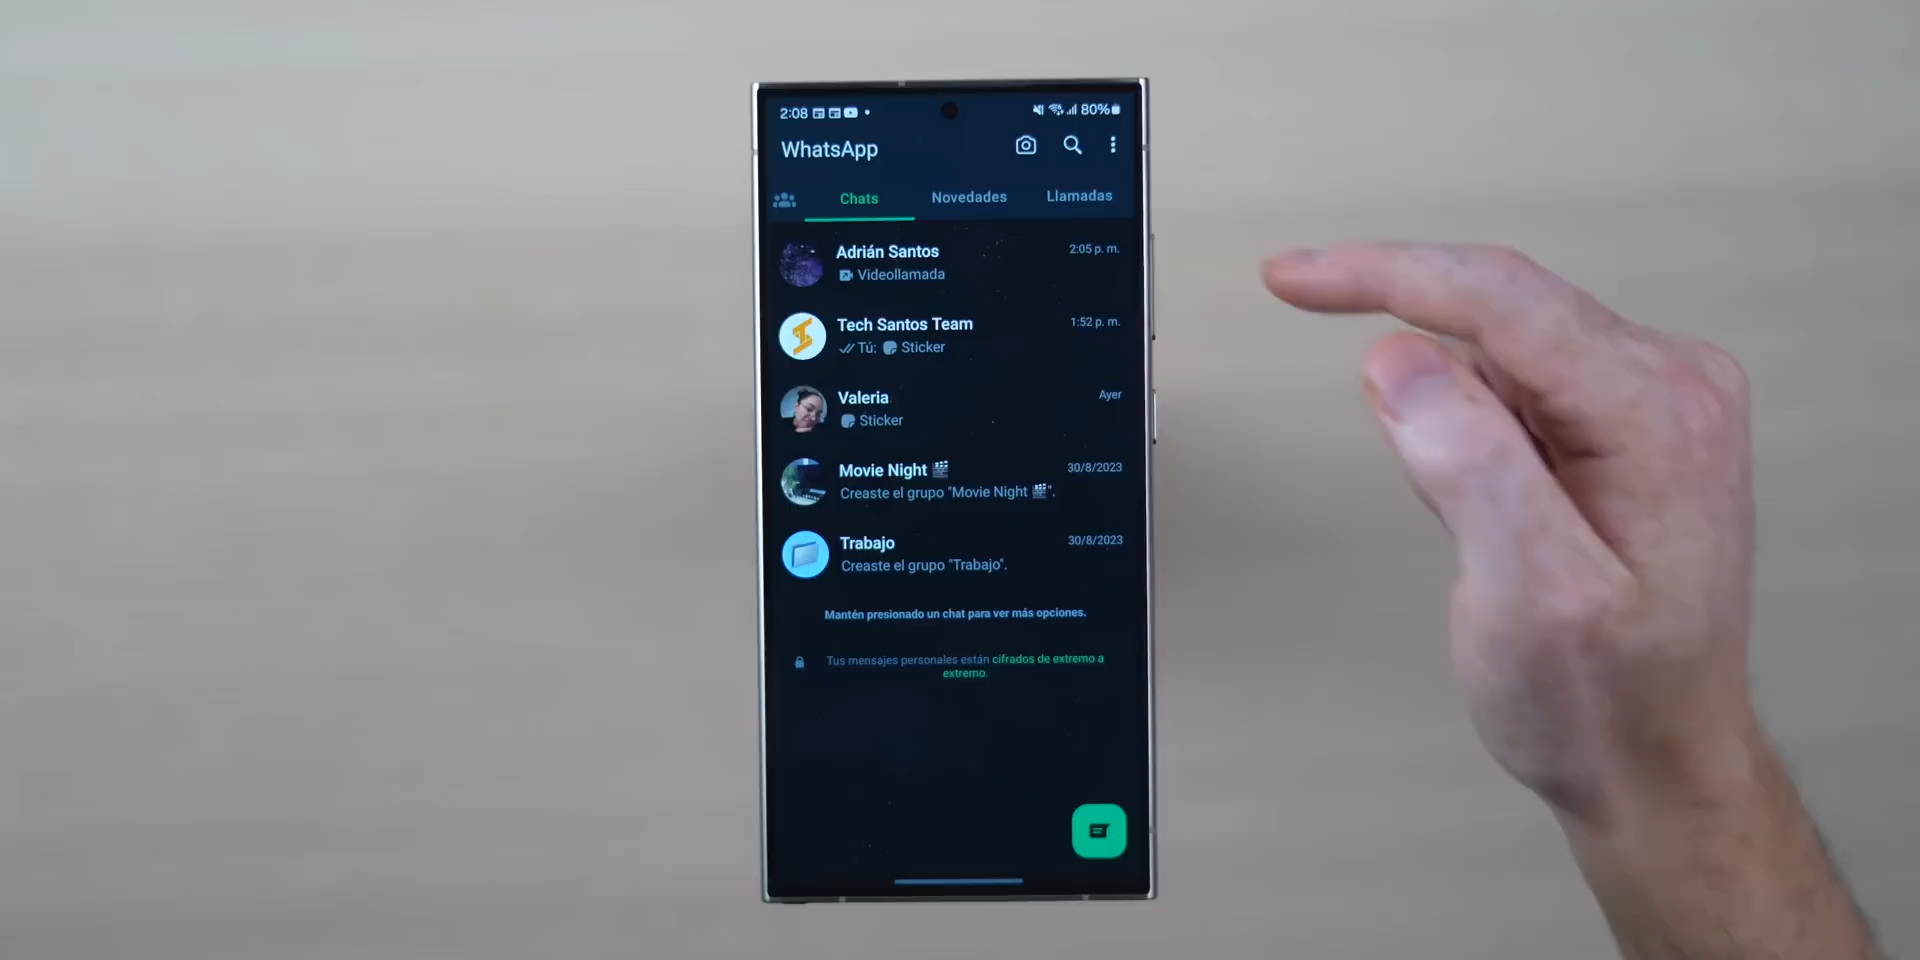 2:08 80%
WhatsApp
Chats Novedades Llamadas
Adrián Santos 2:05 p. m.
Videollamada
Tech Santos Team 1:52 p. m.
Tú: Sticker
Valeria Ayer
Sticker
Movie Night 🎬 30/8/2023
Creaste el grupo "Movie Night 🎬".
Trabajo 30/8/2023
Creaste el grupo "Trabajo".
Mantén presionado un chat para ver más opciones.
Tus mensajes personales están cifrados de extremo a
extremo.